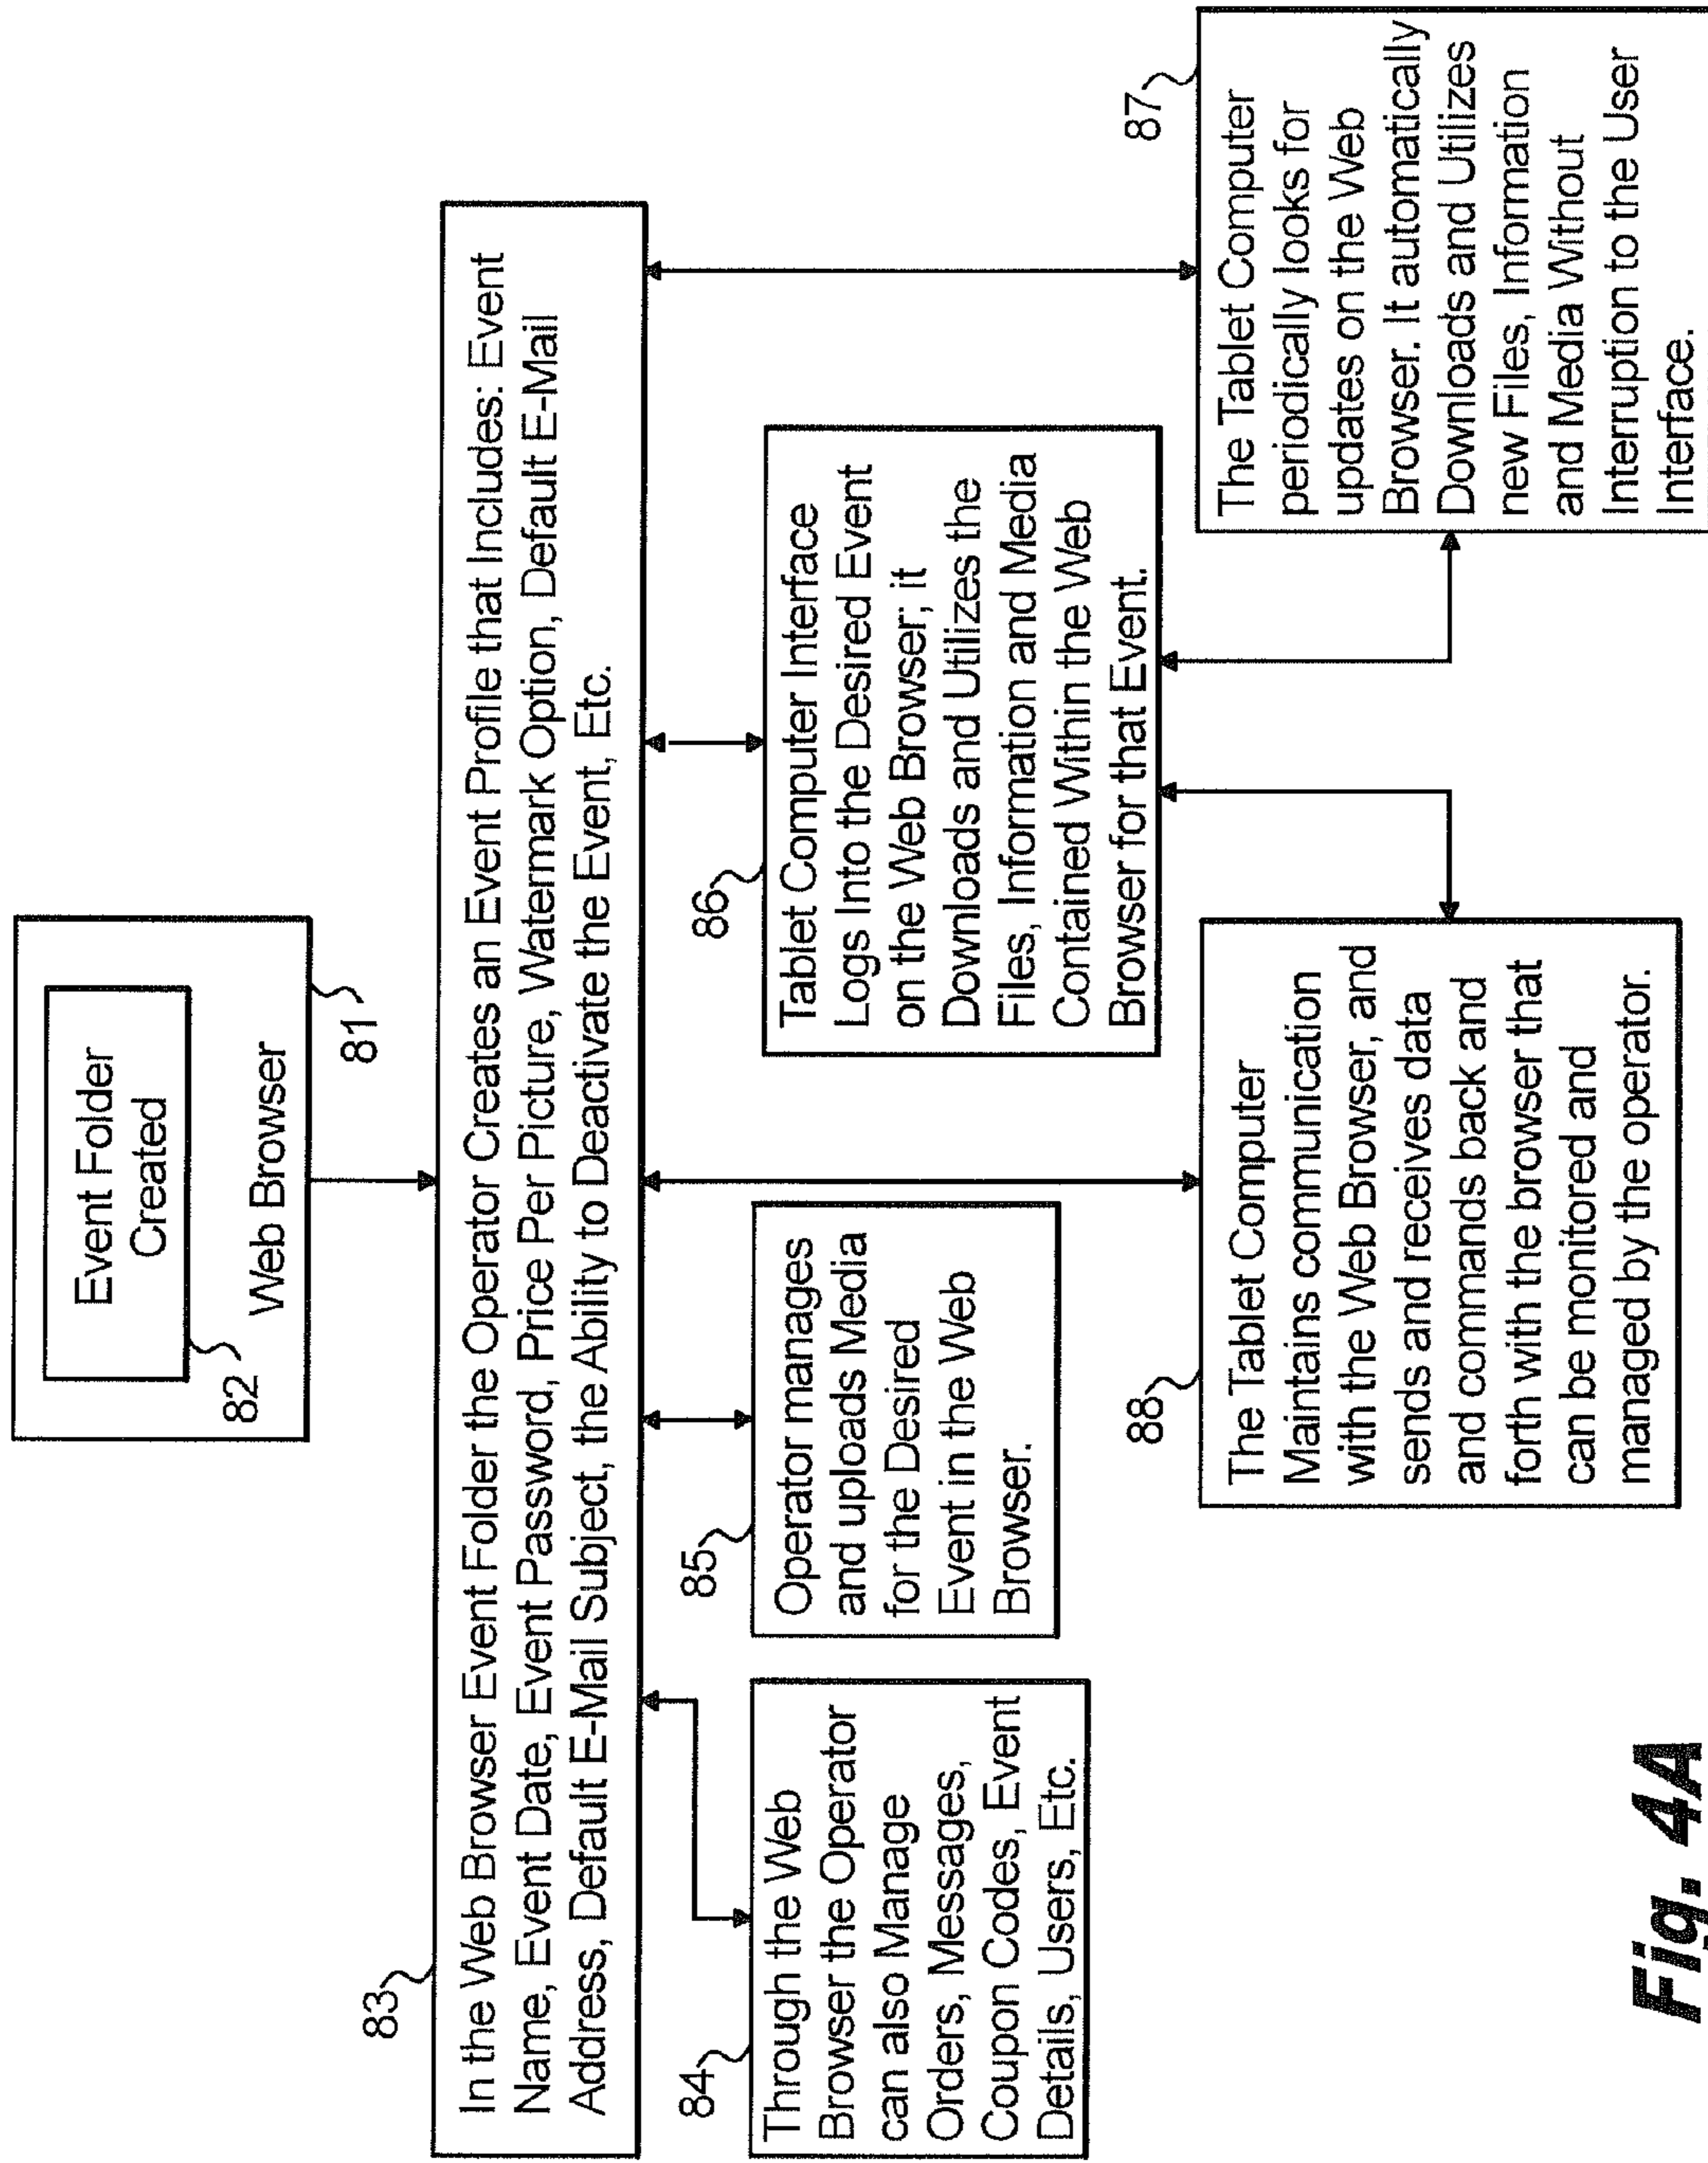 Event Folder
Created
82
Web Browser
81
83
In the Web Browser Event Folder the Operator Creates an Event Profile that Includes: Event
Name, Event Date, Event Password, Price Per Picture, Watermark Option, Default E-Mail
Address, Default E-Mail Subject, the Ability to Deactivate the Event, Etc.
84
Through the Web
Browser the Operator
can also Manage
Orders, Messages,
Coupon Codes, Event
Details, Users, Etc.
85
Operator manages
and uploads Media
for the Desired
Event in the Web
Browser.
86
Tablet Computer Interface
Logs Into the Desired Event
on the Web Browser; it
Downloads and Utilizes the
Files, Information and Media
Contained Within the Web
Browser for that Event.
88
The Tablet Computer
Maintains communication
with the Web Browser, and
sends and receives data
and commands back and
forth with the browser that
can be monitored and
managed by the operator.
87
The Tablet Computer
periodically looks for
updates on the Web
Browser. It automatically
Downloads and Utilizes
new Files, Information
and Media Without
Interruption to the User
Interface.
Fig. 4A